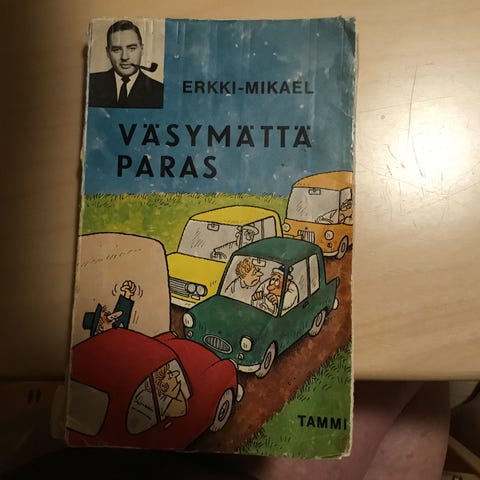 ERKKI-MIKAEL
VÄSYMÄTTÄ
PARAS
TAMMI